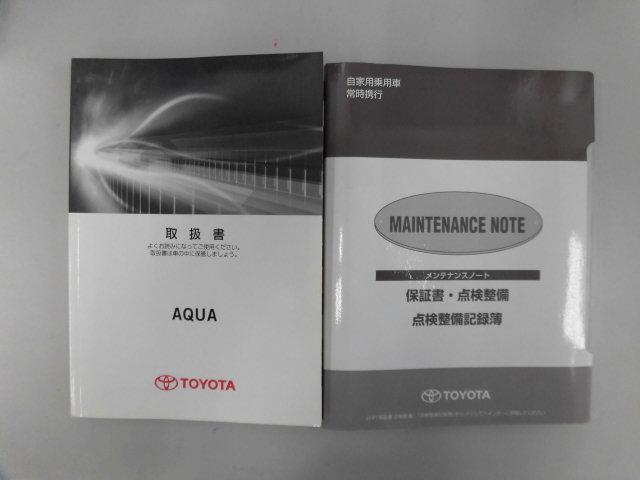 取扱書
よくお読みになってご使用ください。
取扱書は車の中に保管しましょう。
AQUA
TOYOTA
自家用乗用車
常時携行
MAINTENANCE NOTE
メンテナンスノート
保証書・点検整備
点検整備記録簿
TOYOTA